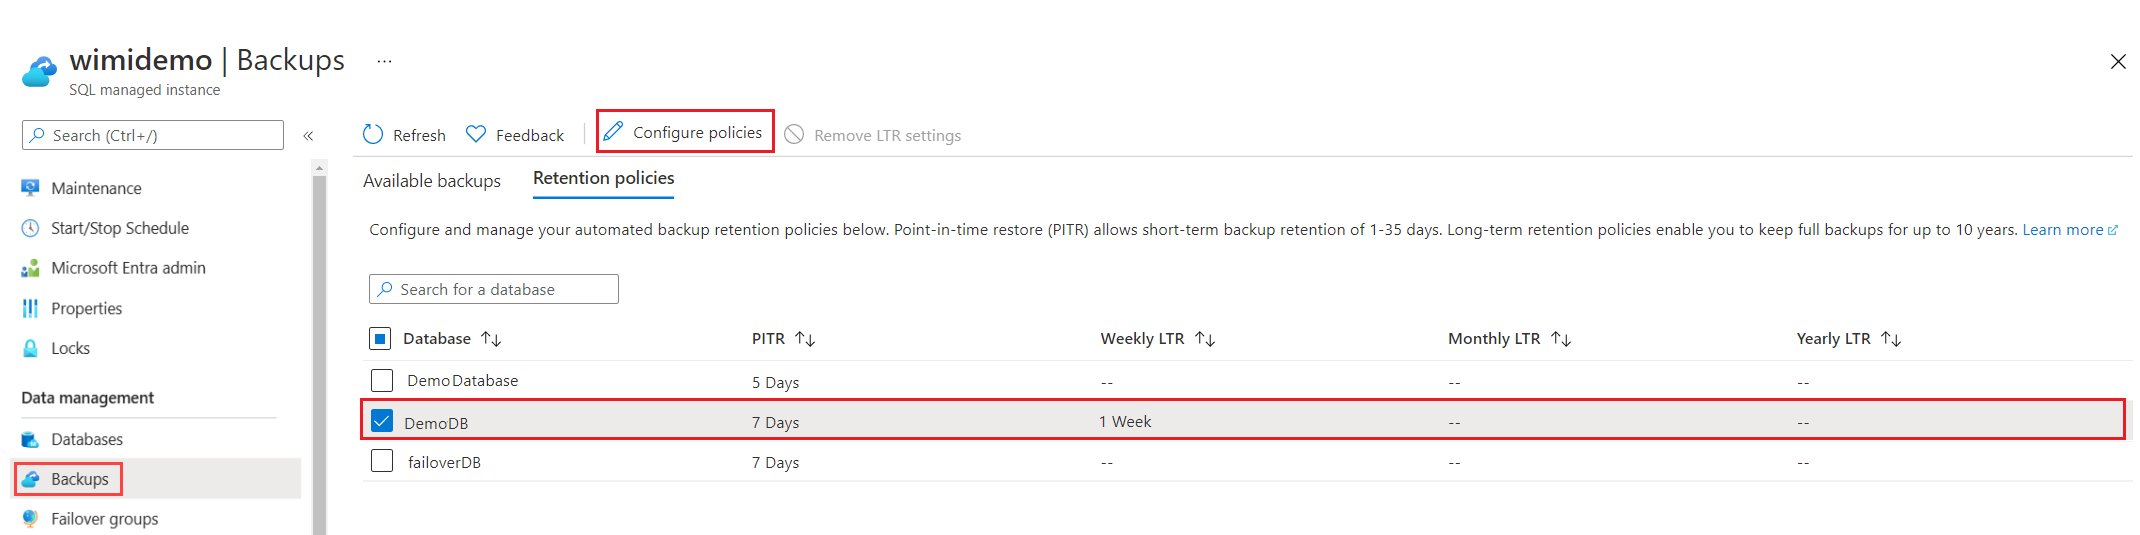 wimidemo | Backups ...
SQL managed instance
Search (Ctrl+/)
«
Refresh
Feedback
Configure policies
Remove LTR settings
Maintenance
Start/Stop Schedule
Microsoft Entra admin
Properties
Locks
Data management
Databases
Backups
Failover groups
Available backups
Retention policies
Configure and manage your automated backup retention policies below. Point-in-time restore (PITR) allows short-term backup retention of 1-35 days. Long-term retention policies enable you to keep full backups for up to 10 years. Learn more
Search for a database
Database ↑↓ PITR ↑↓ Weekly LTR ↑↓ Monthly LTR ↑↓ Yearly LTR ↑↓
DemoDatabase 5 Days -- -- --
DemoDB 7 Days 1 Week -- --
failoverDB 7 Days -- -- --